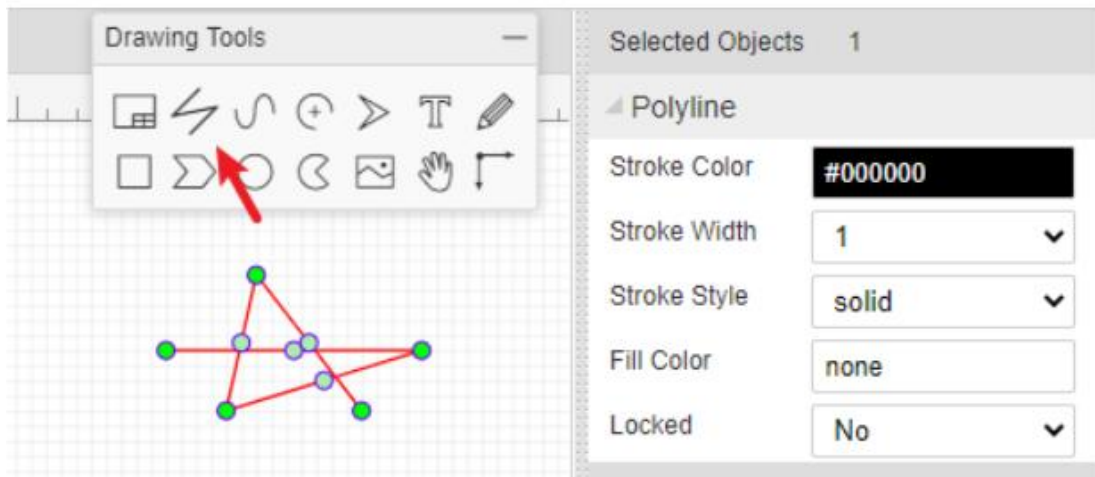 Drawing Tools
Selected Objects 1
Polyline
Stroke Color #000000
Stroke Width 1
Stroke Style solid
Fill Color none
Locked No